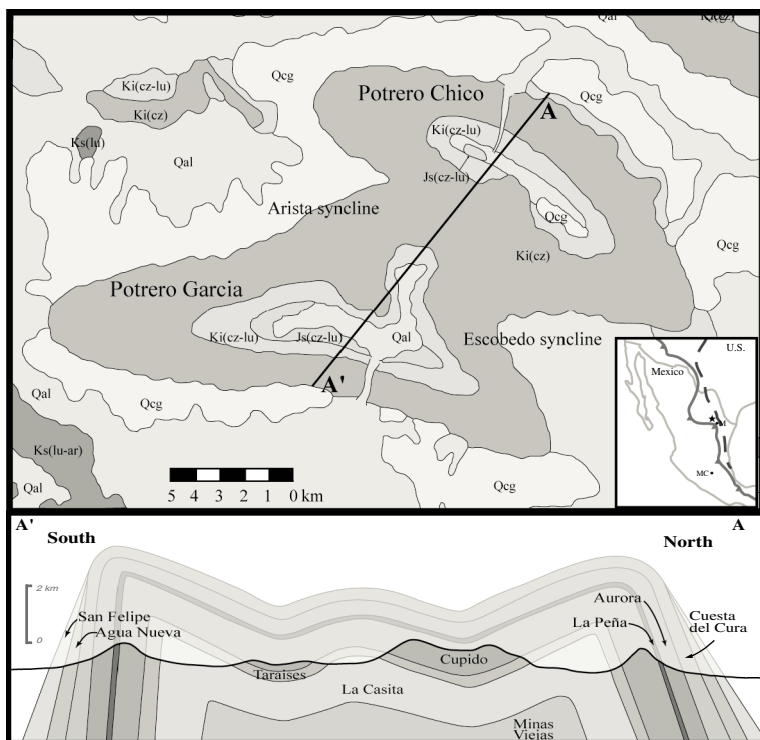 Qal
Ki(cz)
Qcg
Potrero Chico
Qcg
A
Ki(cz-lu)
Ki(cz)
Ki(cz-lu)
Ks(lu)
Qal
Js(cz-lu)
Arista syncline
Qcg
Qcg
Ki(cz)
Potrero Garcia
Ki(cz-lu)
Js(cz-lu)
Qal
Escobedo syncline
U.S.
Mexico
M
MC
A'
Qal
Qcg
Ks(lu-ar)
Qal
Qcg
5 4 3 2 1 0 km
A'
A
South
North
2 km
0
San Felipe
Agua Nueva
Aurora
La Peña
Cuesta
del Cura
Taraises
Cupido
La Casita
Minas
Viejas